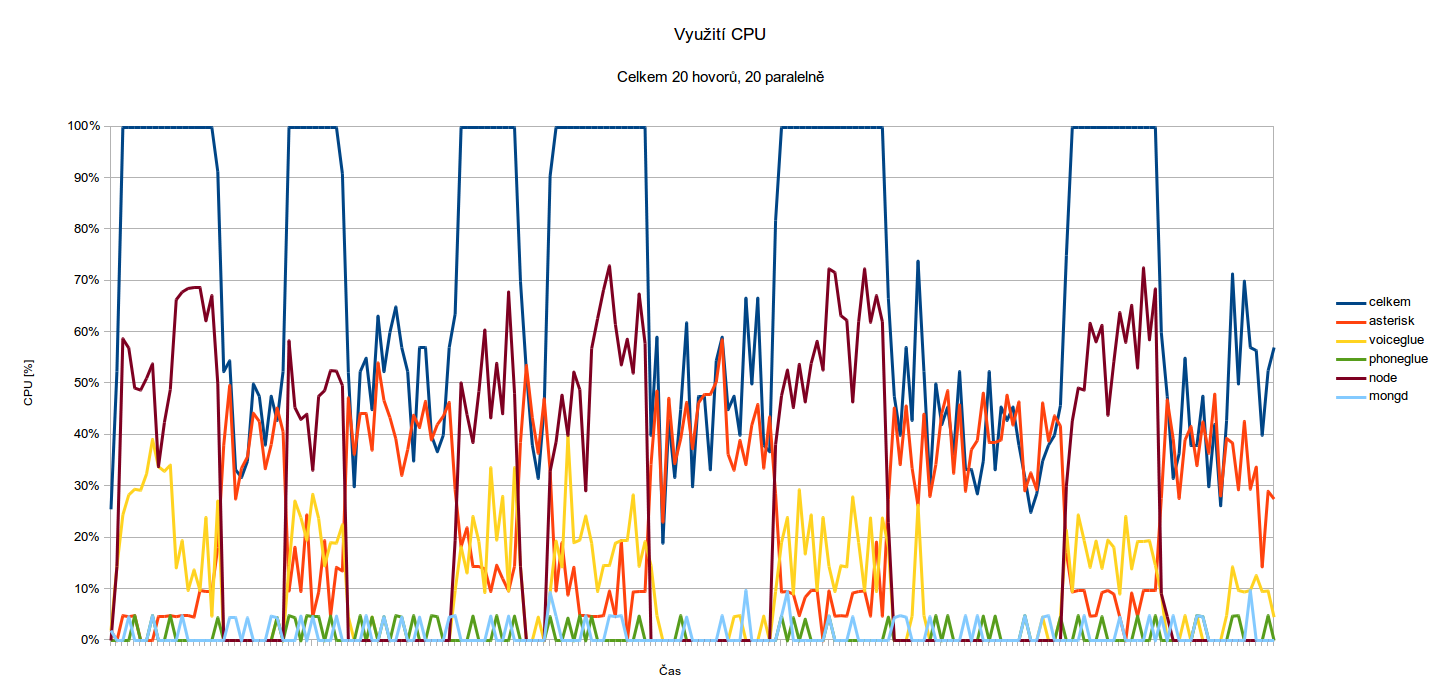 Využití CPU
Celkem 20 hovorů, 20 paralelně
100%
90%
80%
70%
60%
50%
40%
30%
20%
10%
0%
CPU [%]
Čas
celkem
asterisk
voiceglue
phoneglue
node
mongd